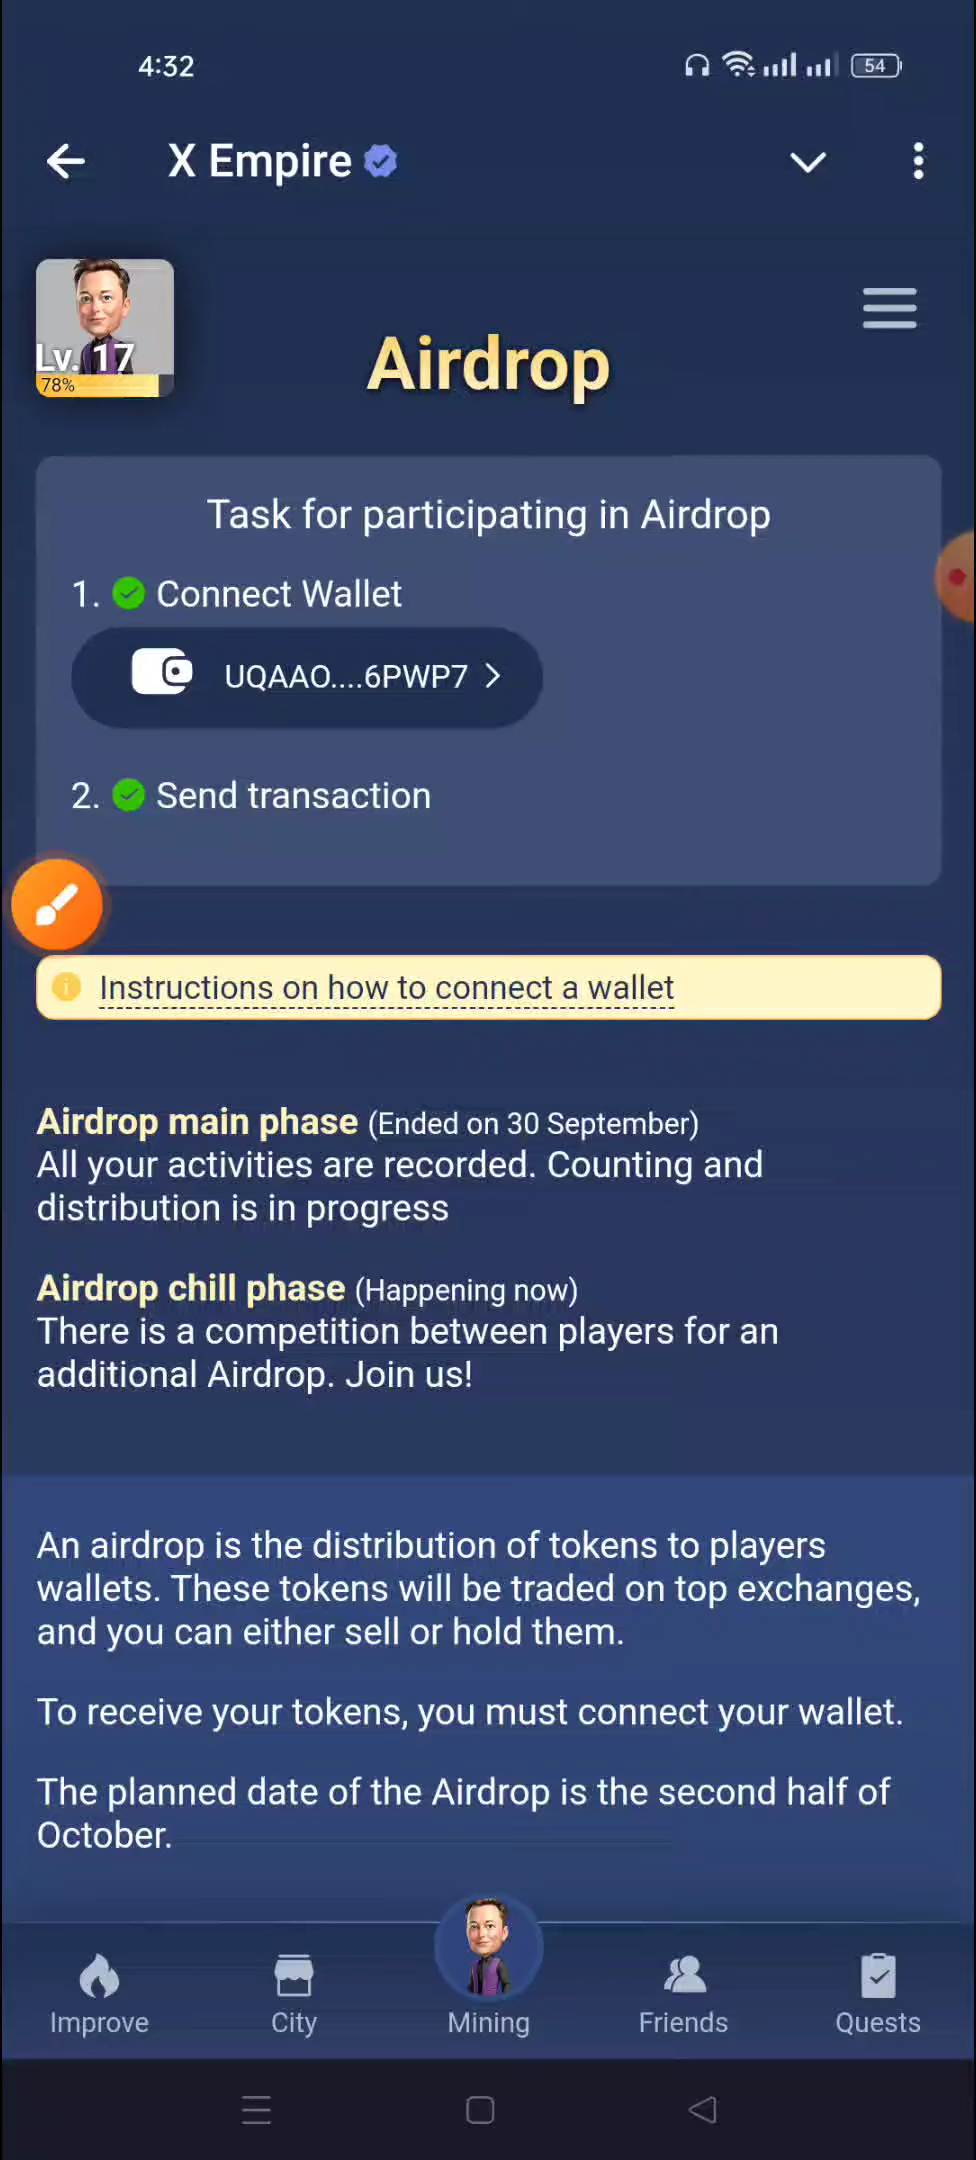 4:32
54
X Empire
Lv. 17
78%
Airdrop
Task for participating in Airdrop
1. Connect Wallet
UQAAO....6PWP7
2. Send transaction
Instructions on how to connect a wallet
Airdrop main phase (Ended on 30 September)
All your activities are recorded. Counting and
distribution is in progress
Airdrop chill phase (Happening now)
There is a competition between players for an
additional Airdrop. Join us!
An airdrop is the distribution of tokens to players
wallets. These tokens will be traded on top exchanges,
and you can either sell or hold them.
To receive your tokens, you must connect your wallet.
The planned date of the Airdrop is the second half of
October.
Improve
City
Mining
Friends
Quests